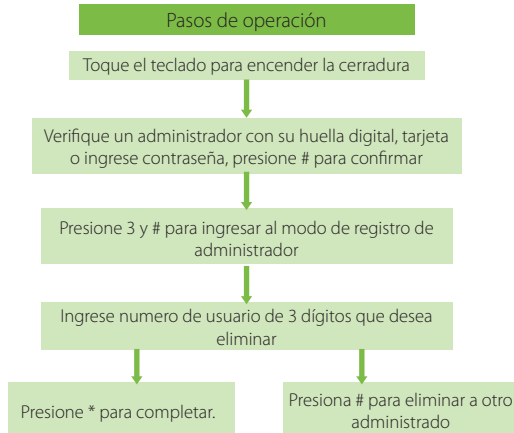 Pasos de operación
Toque el teclado para encender la cerradura
Verifique un administrador con su huella digital, tarjeta
o ingrese contraseña, presione # para confirmar
Presione 3 y # para ingresar al modo de registro de
administrador
Ingrese numero de usuario de 3 dígitos que desea
eliminar
Presione * para completar.
Presiona # para eliminar a otro
administrado